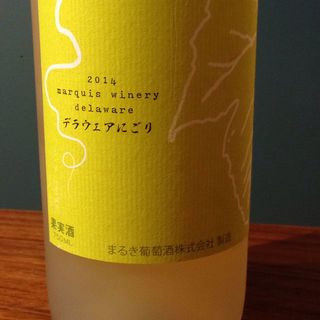 2014
marquis winery
delaware
デラウェアにごり
果実酒
750ML
まるき葡萄酒株式会社 製造